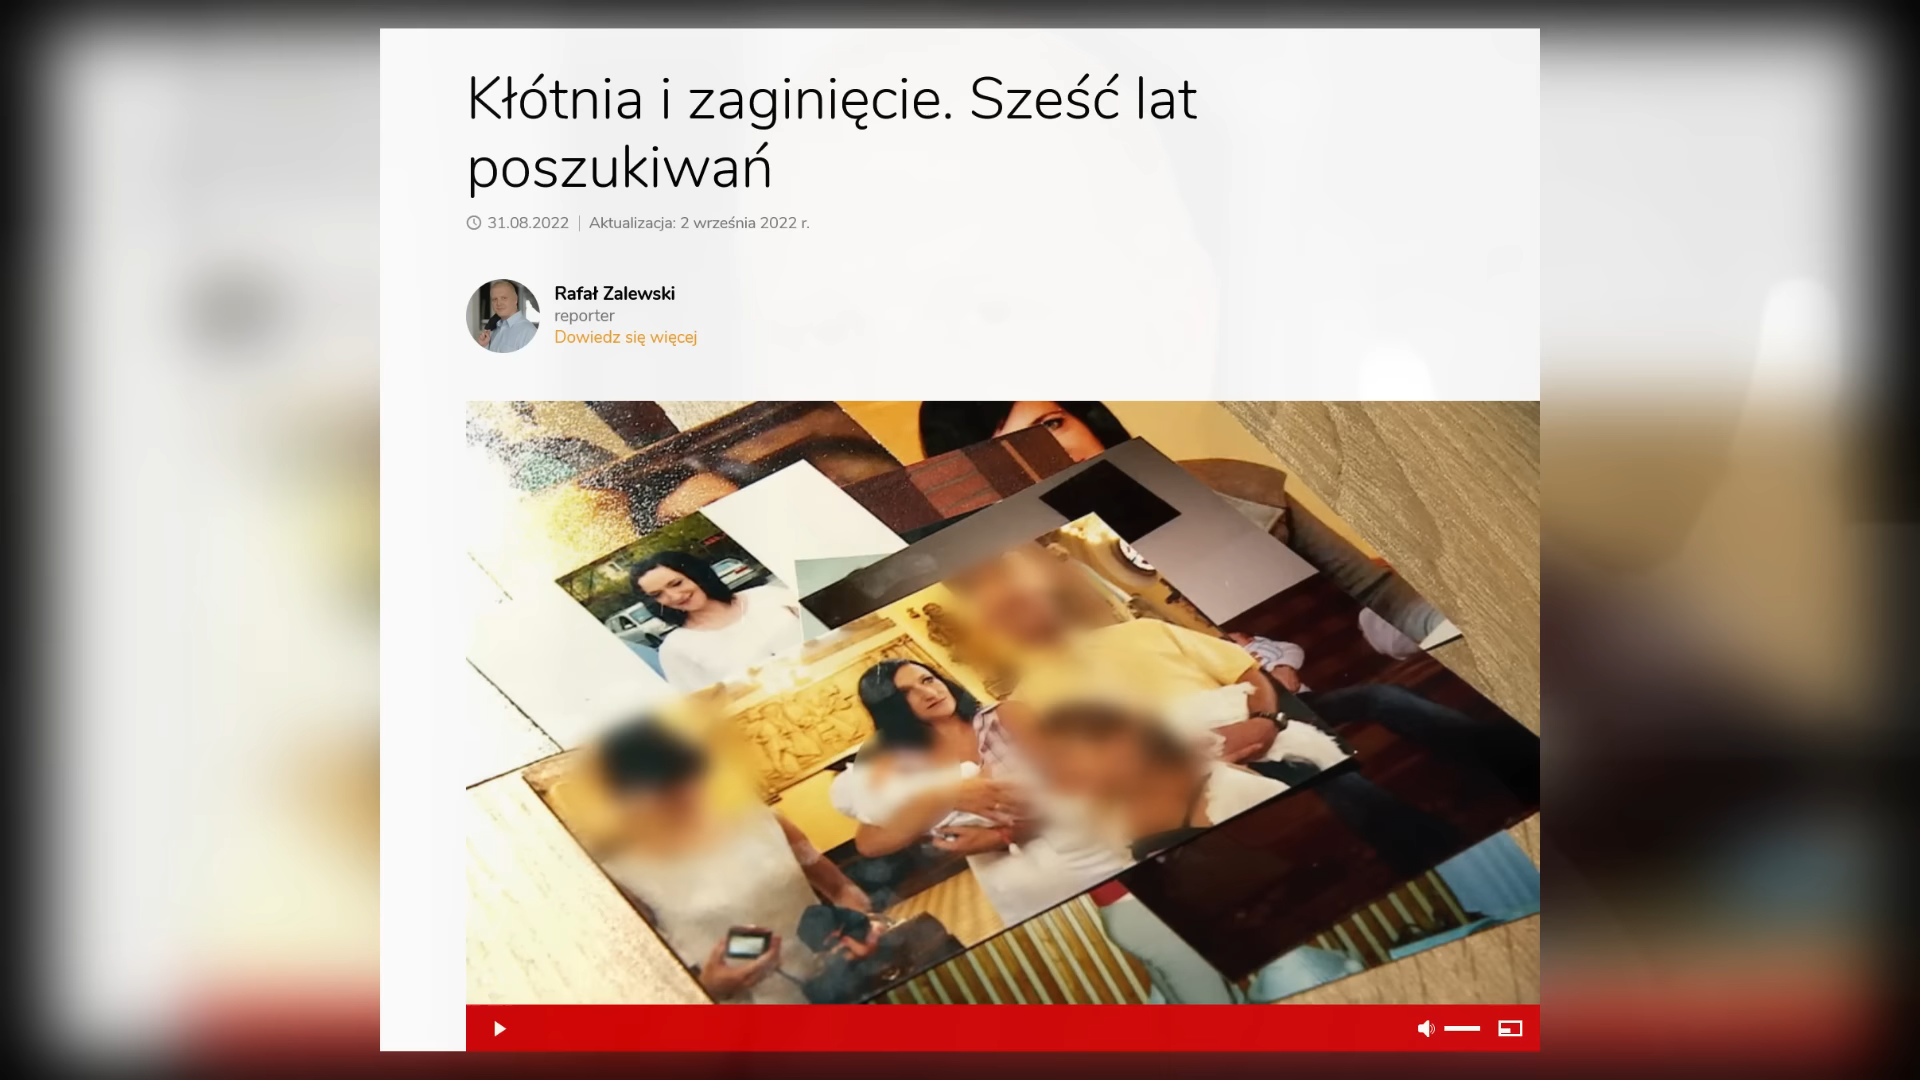 Kłótnia i zaginięcie. Sześć lat
poszukiwań
31.08.2022 | Aktualizacja: 2 września 2022 r.
Rafał Zalewski
reporter
Dowiedz się więcej